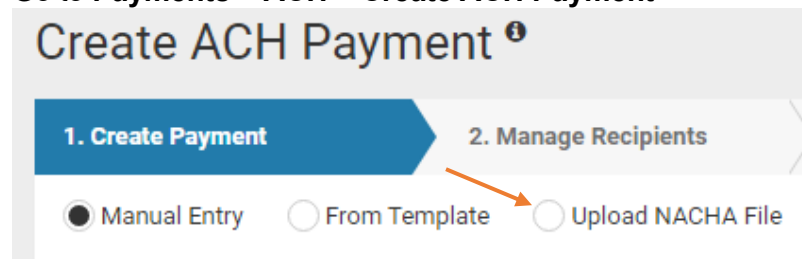 Create ACH Payment
1. Create Payment 2. Manage Recipients
Manual Entry From Template Upload NACHA File